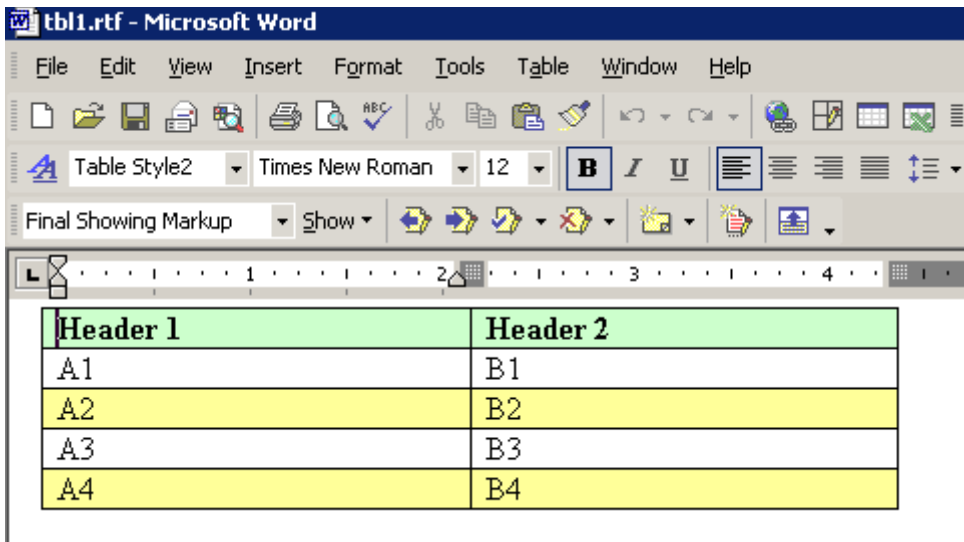 tbl1.rtf - Microsoft Word
File Edit View Insert Format Tools Table Window Help
ABC
Table Style2 Times New Roman 12 B I U
Final Showing Markup Show
1 2 3 4
Header 1 Header 2
A1 B1
A2 B2
A3 B3
A4 B4